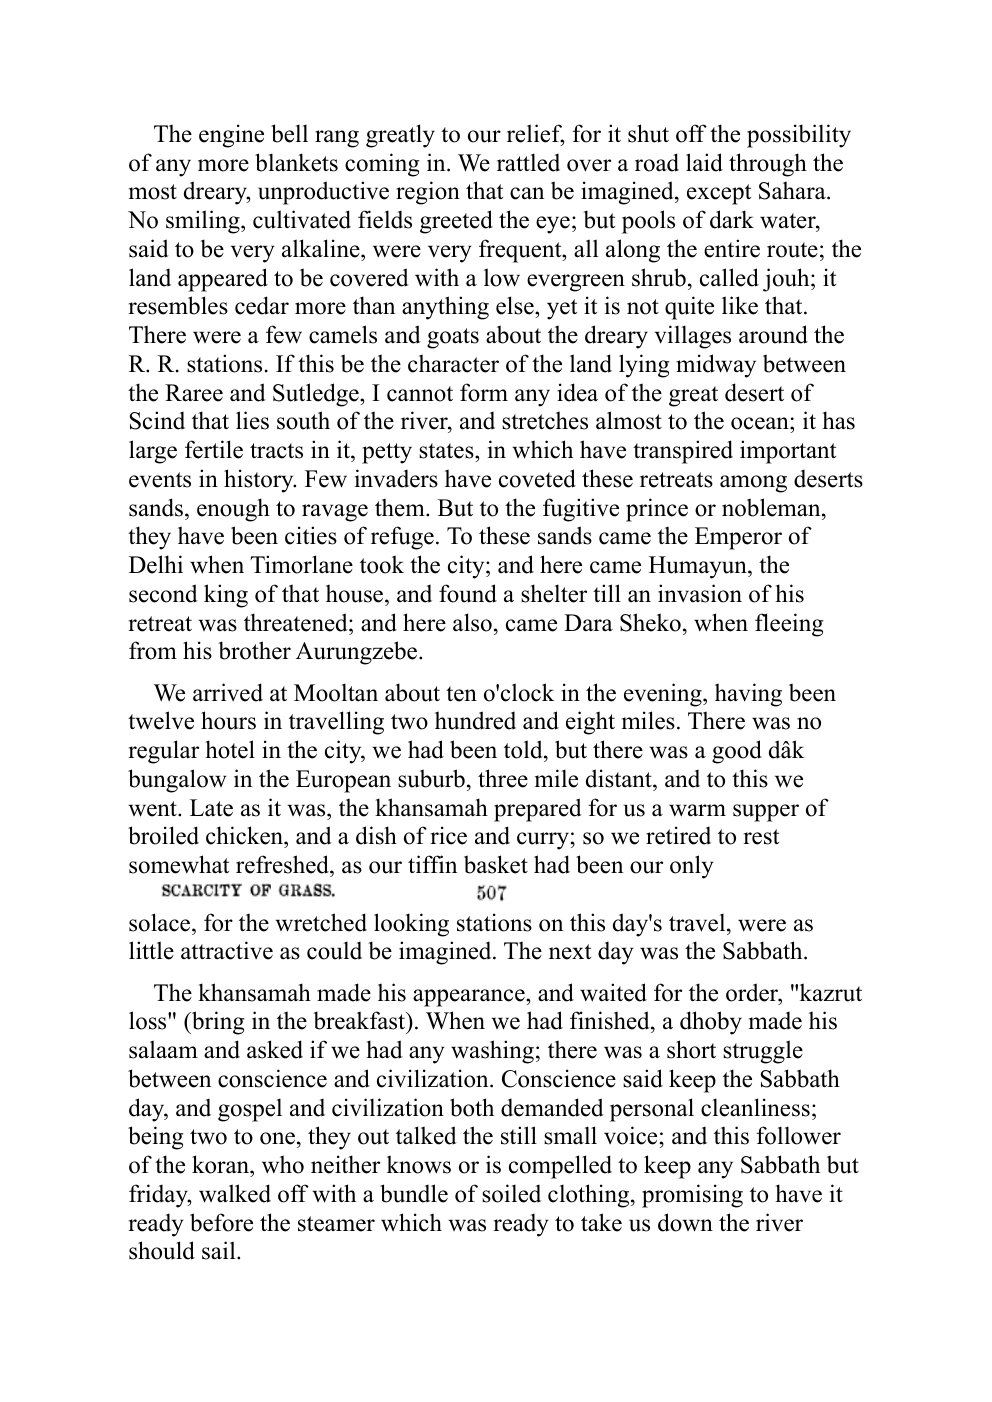 The engine bell rang greatly to our relief, for it shut off the possibility
of any more blankets coming in. We rattled over a road laid through the
most dreary, unproductive region that can be imagined, except Sahara.
No smiling, cultivated fields greeted the eye; but pools of dark water,
said to be very alkaline, were very frequent, all along the entire route; the
land appeared to be covered with a low evergreen shrub, called jouh; it
resembles cedar more than anything else, yet it is not quite like that.
There were a few camels and goats about the dreary villages around the
R. R. stations. If this be the character of the land lying midway between
the Raree and Sutledge, I cannot form any idea of the great desert of
Scind that lies south of the river, and stretches almost to the ocean; it has
large fertile tracts in it, petty states, in which have transpired important
events in history. Few invaders have coveted these retreats among deserts
sands, enough to ravage them. But to the fugitive prince or nobleman,
they have been cities of refuge. To these sands came the Emperor of
Delhi when Timorlane took the city; and here came Humayun, the
second king of that house, and found a shelter till an invasion of his
retreat was threatened; and here also, came Dara Sheko, when fleeing
from his brother Aurungzebe.
We arrived at Mooltan about ten o'clock in the evening, having been
twelve hours in travelling two hundred and eight miles. There was no
regular hotel in the city, we had been told, but there was a good dâk
bungalow in the European suburb, three mile distant, and to this we
went. Late as it was, the khansamah prepared for us a warm supper of
broiled chicken, and a dish of rice and curry; so we retired to rest
somewhat refreshed, as our tiffin basket had been our only
SCARCITY OF GRASS. 507
solace, for the wretched looking stations on this day's travel, were as
little attractive as could be imagined. The next day was the Sabbath.
The khansamah made his appearance, and waited for the order, "kazrut
loss" (bring in the breakfast). When we had finished, a dhoby made his
salaam and asked if we had any washing; there was a short struggle
between conscience and civilization. Conscience said keep the Sabbath
day, and gospel and civilization both demanded personal cleanliness;
being two to one, they out talked the still small voice; and this follower
of the koran, who neither knows or is compelled to keep any Sabbath but
friday, walked off with a bundle of soiled clothing, promising to have it
ready before the steamer which was ready to take us down the river
should sail.